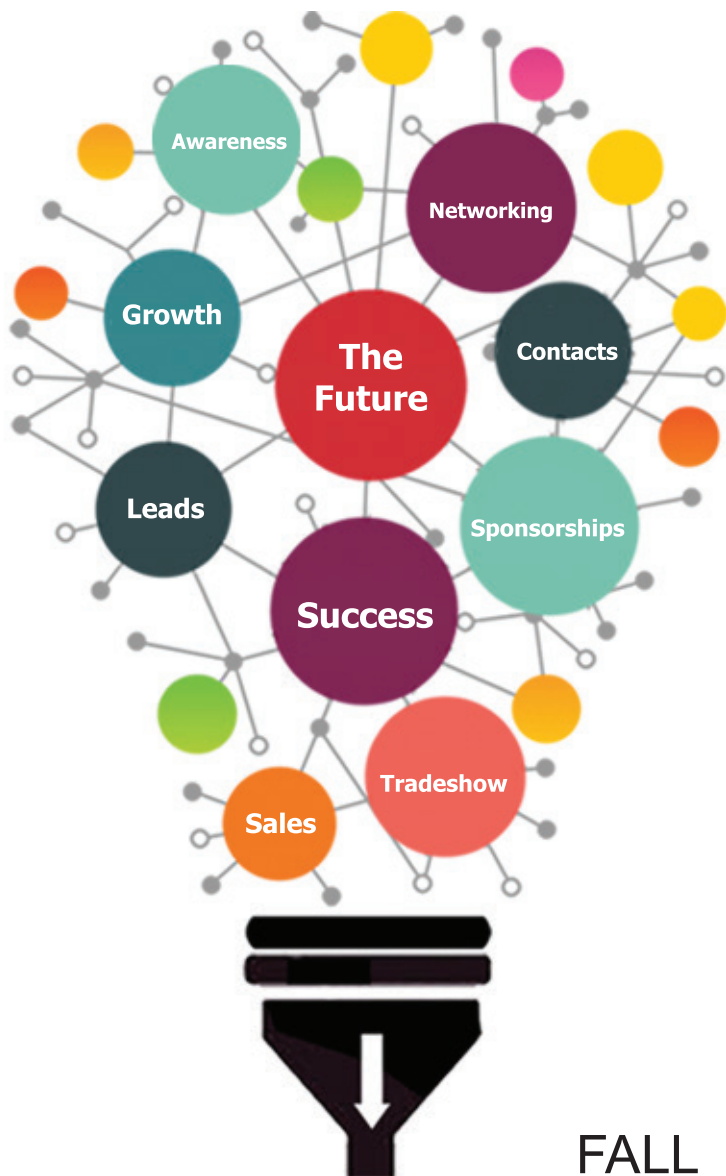 Awareness
Networking
Growth
The
Future
Contacts
Leads
Sponsorships
Success
Tradeshow
Sales
FALL